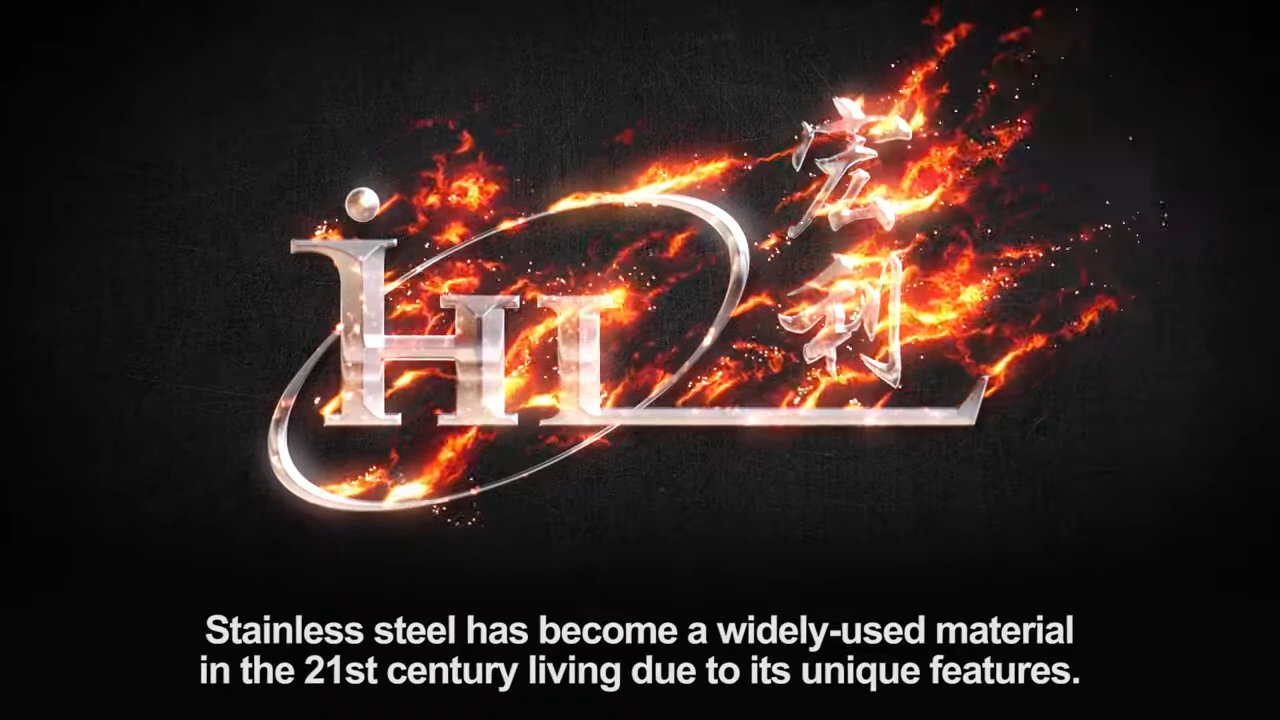 HL
宏
利
Stainless steel has become a widely-used material
in the 21st century living due to its unique features.